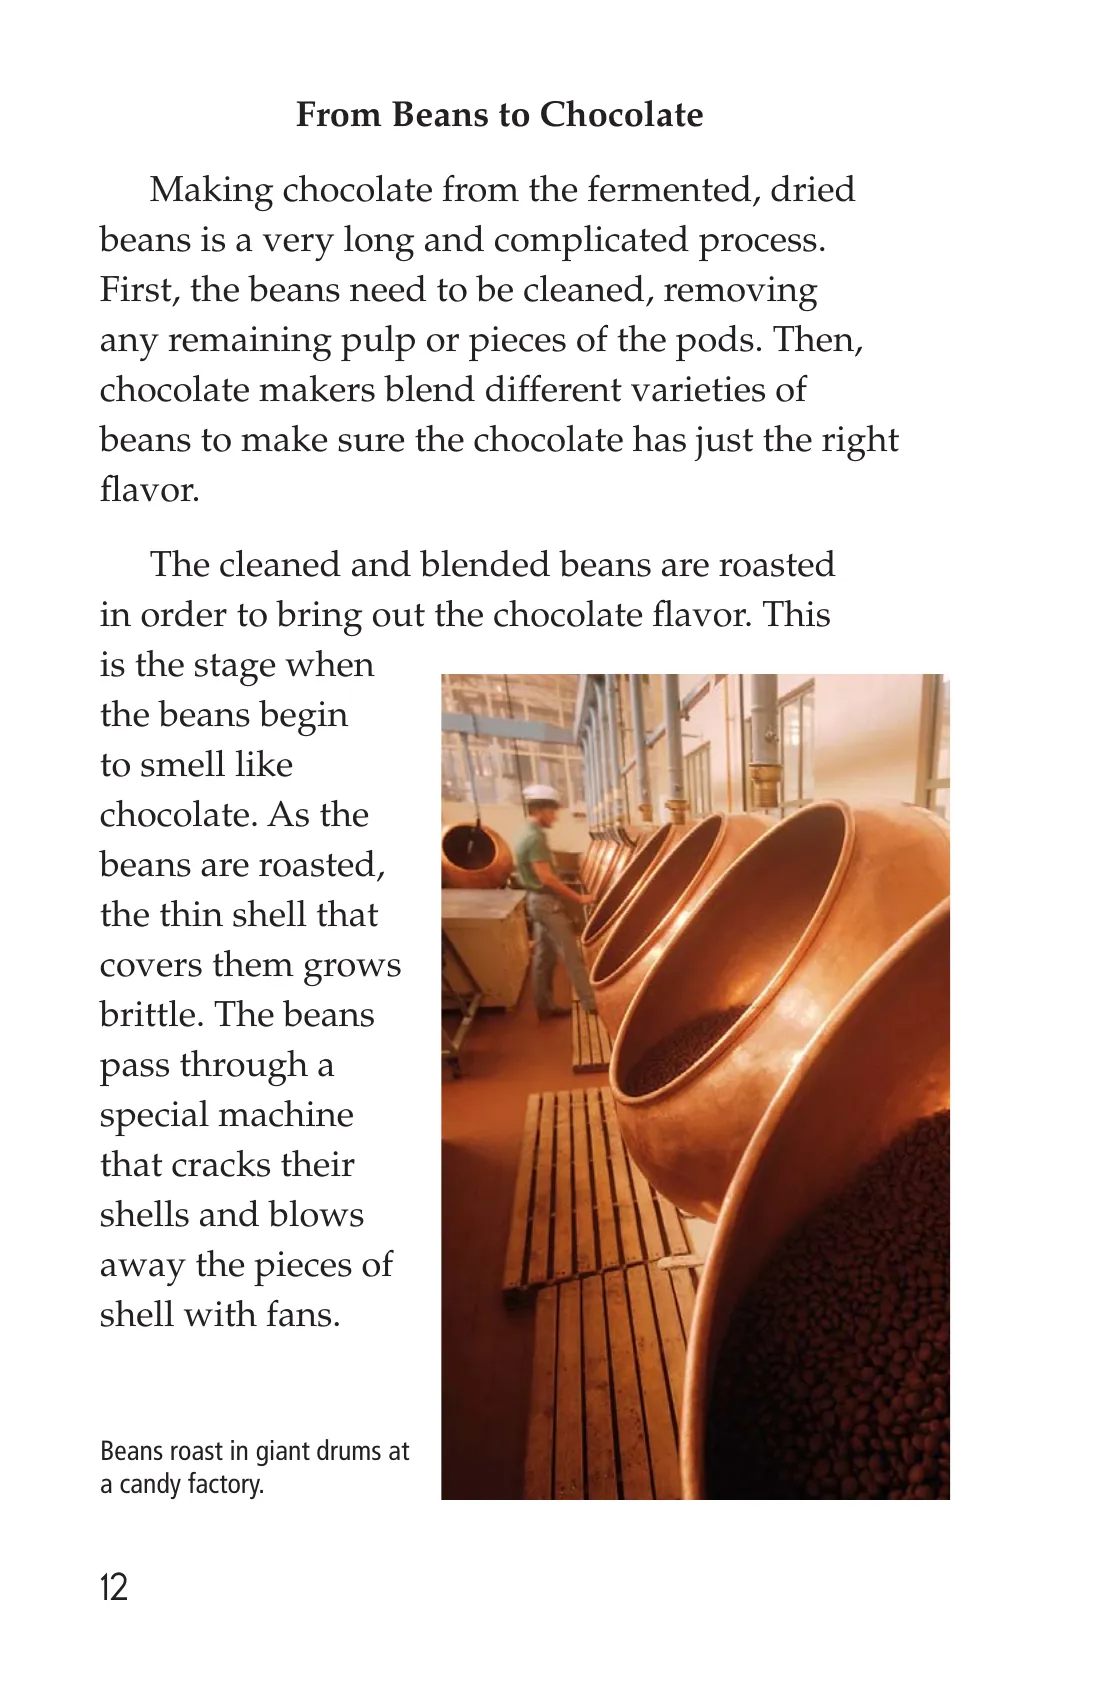 From Beans to Chocolate
Making chocolate from the fermented, dried
beans is a very long and complicated process.
First, the beans need to be cleaned, removing
any remaining pulp or pieces of the pods. Then,
chocolate makers blend different varieties of
beans to make sure the chocolate has just the right
flavor.
The cleaned and blended beans are roasted
in order to bring out the chocolate flavor. This
is the stage when
the beans begin
to smell like
chocolate. As the
beans are roasted,
the thin shell that
covers them grows
brittle. The beans
pass through a
special machine
that cracks their
shells and blows
away the pieces of
shell with fans.
Beans roast in giant drums at
a candy factory.
12